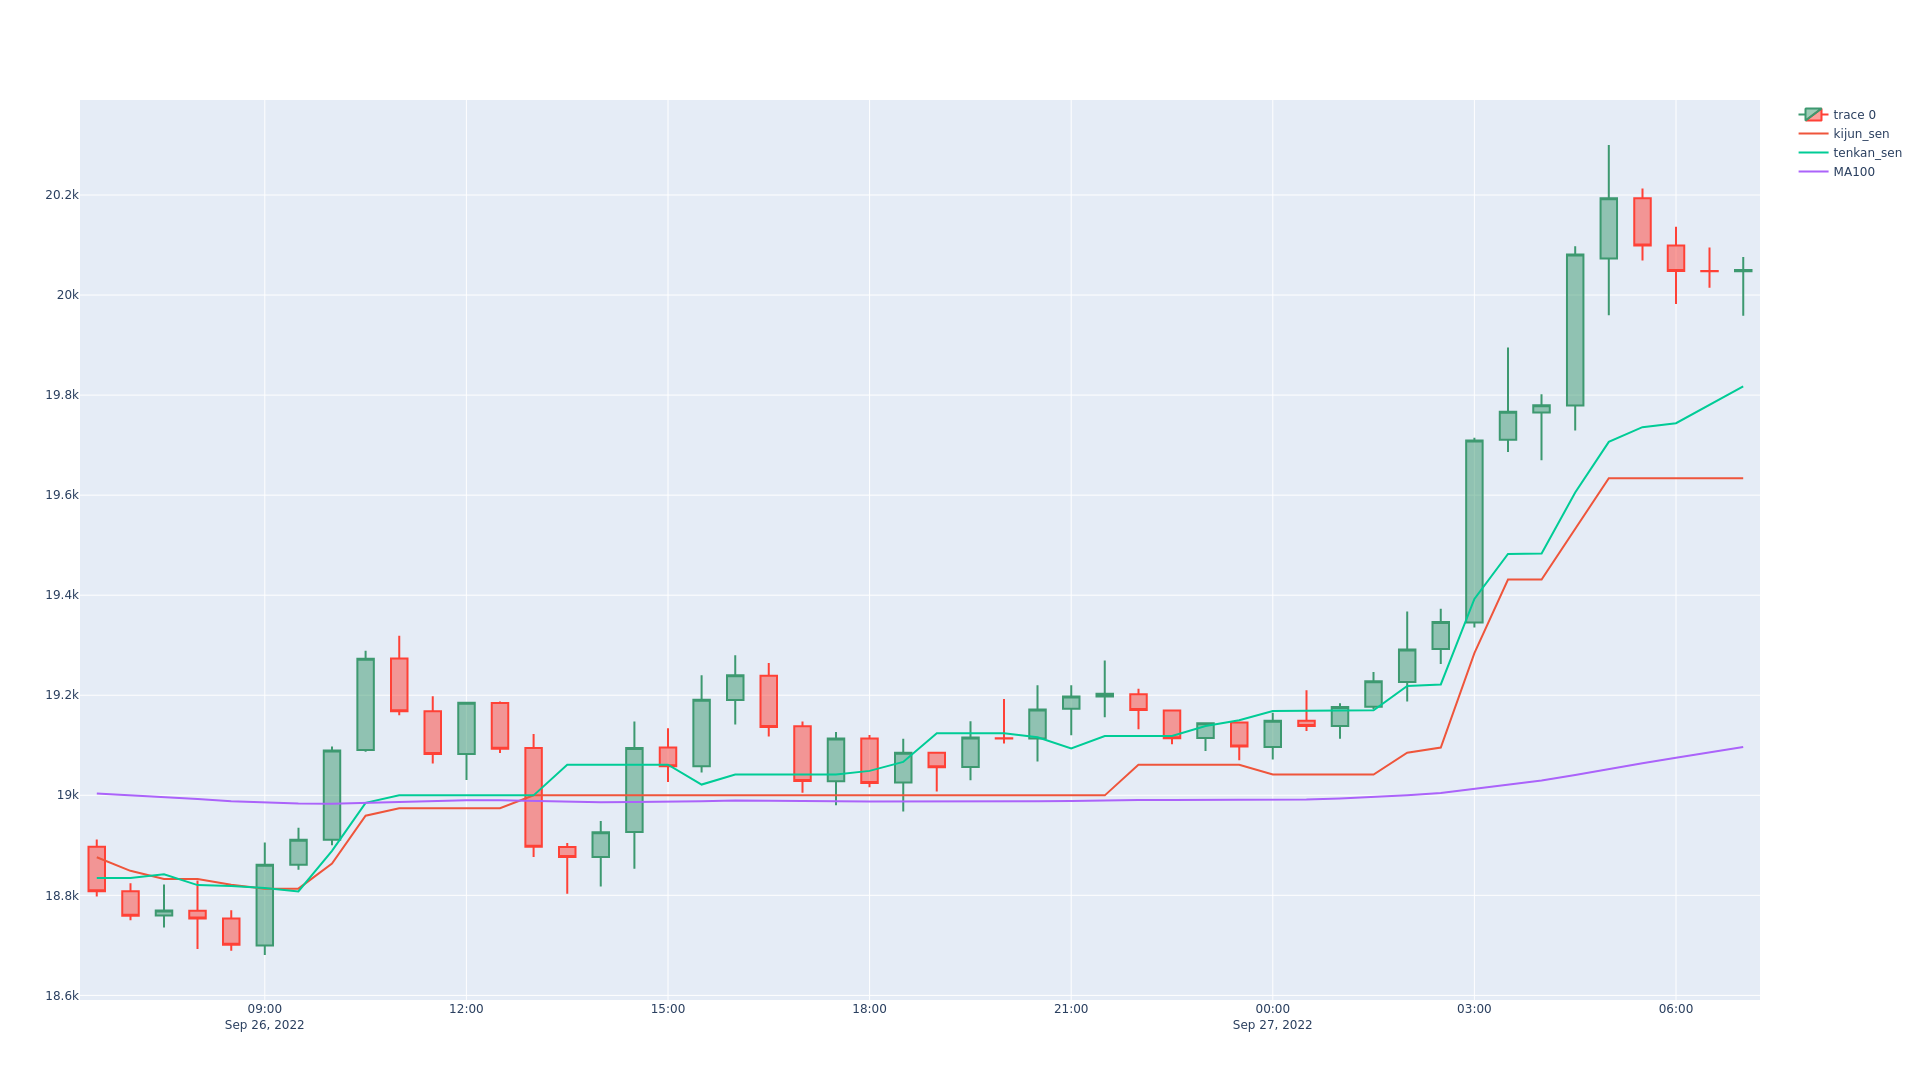 trace 0
kijun_sen
tenkan_sen
MA100
20.2k
20k
19.8k
19.6k
19.4k
19.2k
19k
18.8k
18.6k
09:00 12:00 15:00 18:00 21:00 00:00 03:00 06:00
Sep 26, 2022 Sep 27, 2022